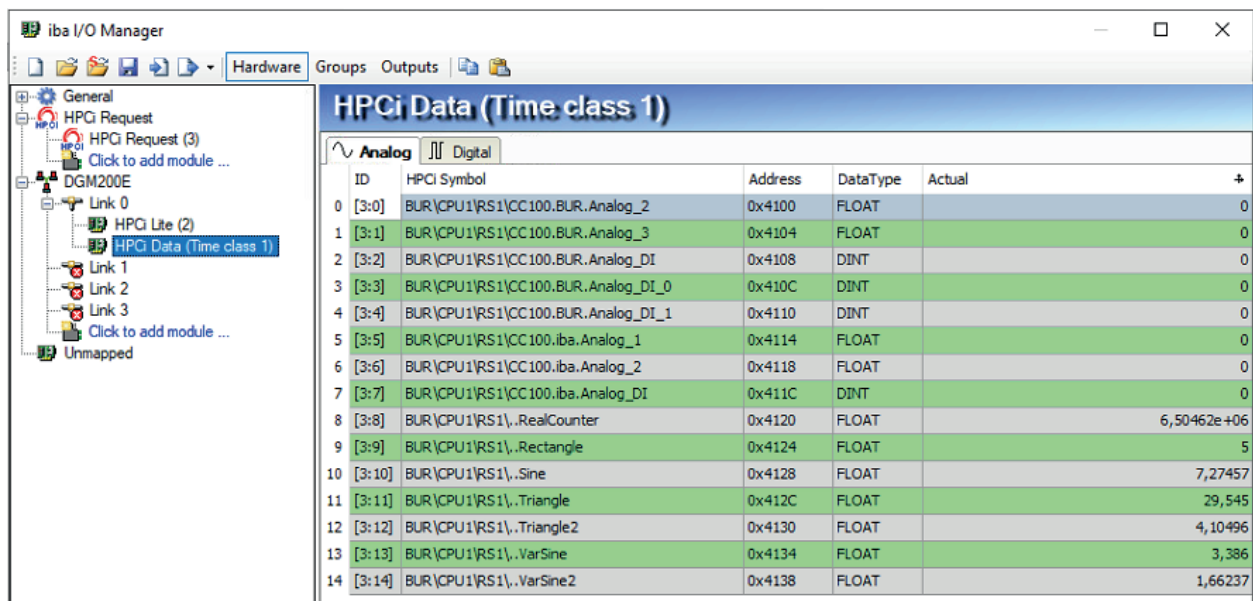 iba I/O Manager
Hardware Groups Outputs
General
HPCi Request
HPCi Request (3)
Click to add module ...
DGM200E
Link 0
HPCi Lite (2)
HPCi Data (Time class 1)
Link 1
Link 2
Link 3
Click to add module ...
Unmapped
HPCi Data (Time class 1)
Analog Digital
ID HPCi Symbol Address DataType Actual
0 [3:0] BUR\CPU1\RS1\CC100.BUR.Analog_2 0x4100 FLOAT 0
1 [3:1] BUR\CPU1\RS1\CC100.BUR.Analog_3 0x4104 FLOAT 0
2 [3:2] BUR\CPU1\RS1\CC100.BUR.Analog_DI 0x4108 DINT 0
3 [3:3] BUR\CPU1\RS1\CC100.BUR.Analog_DI_0 0x410C DINT 0
4 [3:4] BUR\CPU1\RS1\CC100.BUR.Analog_DI_1 0x4110 DINT 0
5 [3:5] BUR\CPU1\RS1\CC100.iba.Analog_1 0x4114 FLOAT 0
6 [3:6] BUR\CPU1\RS1\CC100.iba.Analog_2 0x4118 FLOAT 0
7 [3:7] BUR\CPU1\RS1\CC100.iba.Analog_DI 0x411C DINT 0
8 [3:8] BUR\CPU1\RS1\..RealCounter 0x4120 FLOAT 6,50462e+06
9 [3:9] BUR\CPU1\RS1\..Rectangle 0x4124 FLOAT 5
10 [3:10] BUR\CPU1\RS1\..Sine 0x4128 FLOAT 7,27457
11 [3:11] BUR\CPU1\RS1\..Triangle 0x412C FLOAT 29,545
12 [3:12] BUR\CPU1\RS1\..Triangle2 0x4130 FLOAT 4,10496
13 [3:13] BUR\CPU1\RS1\..VarSine 0x4134 FLOAT 3,386
14 [3:14] BUR\CPU1\RS1\..VarSine2 0x4138 FLOAT 1,66237